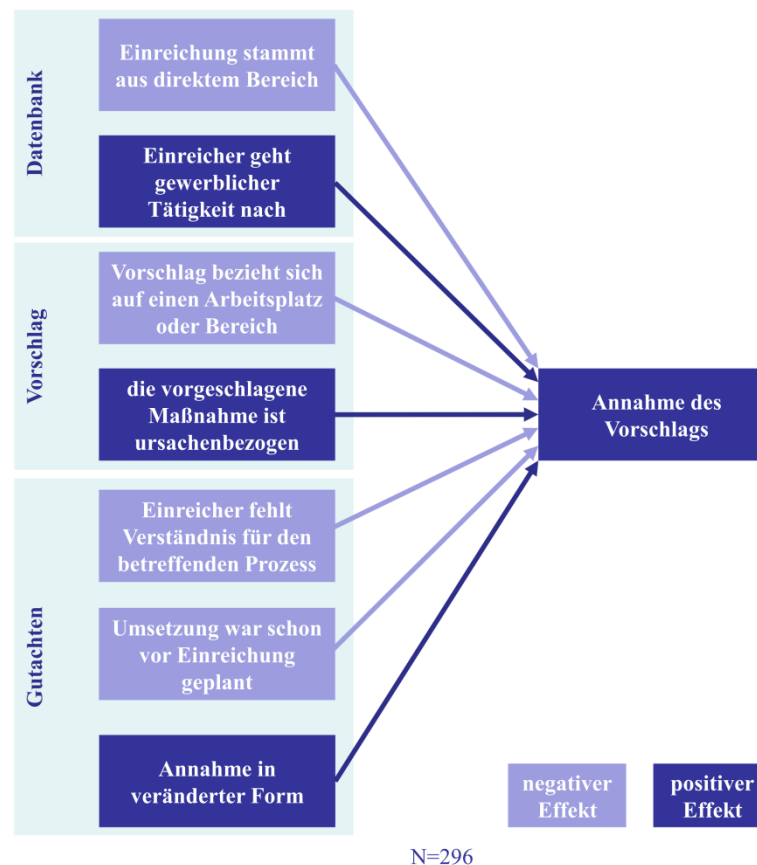 Datenbank
Einreichung stammt
aus direktem Bereich
Einreicher geht
gewerblicher
Tätigkeit nach
Vorschlag
Vorschlag bezieht sich
auf einen Arbeitsplatz
oder Bereich
die vorgeschlagene
Maßnahme ist
ursachenbezogen
Gutachten
Einreicher fehlt
Verständnis für den
betreffenden Prozess
Umsetzung war schon
vor Einreichung
geplant
Annahme in
veränderter Form
Annahme des
Vorschlags
negativer
Effekt
positiver
Effekt
N=296